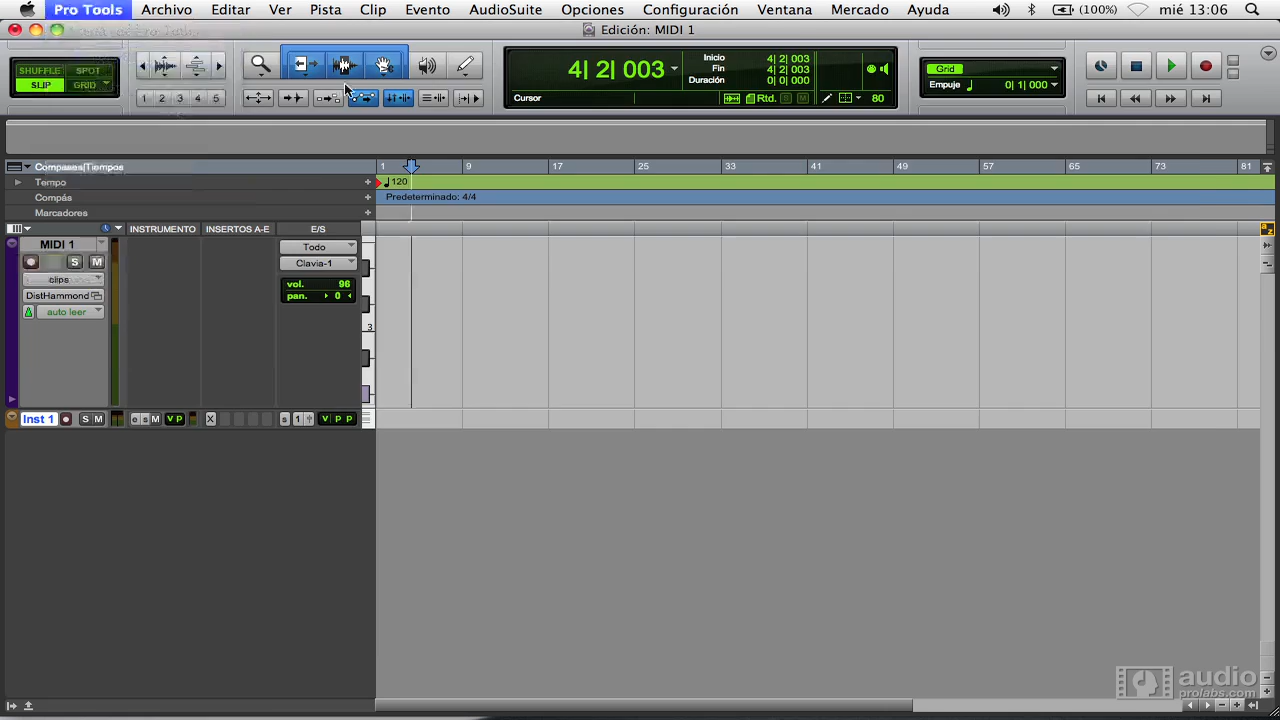 Pro Tools Archivo Editar Ver Pista Clip Evento AudioSuite Opciones Configuración Ventana Mercado Ayuda (100%) mié 13:06
Edición: MIDI 1
SHUFFLE SPOT
SLIP GRID
1 2 3 4 5
4| 2| 003
Inicio 4| 2| 003
Fin 4| 2| 003
Duración 0| 0| 000
Cursor Rtd. S M 80
Grid
Empuje 0| 1| 000
Compases|Tiempos 1 9 17 25 33 41 49 57 65 73 81
Tempo + 120
Compás + Predeterminado: 4/4
Marcadores +
INSTRUMENTO INSERTOS A-E E/S
a z
MIDI 1 Todo
S M
Clavia-1
clips
vol. 96
DistHammond
pan. 0
auto leer
3
Inst 1 S M e s M V P X s 1 V P P
audio
prolabs.com